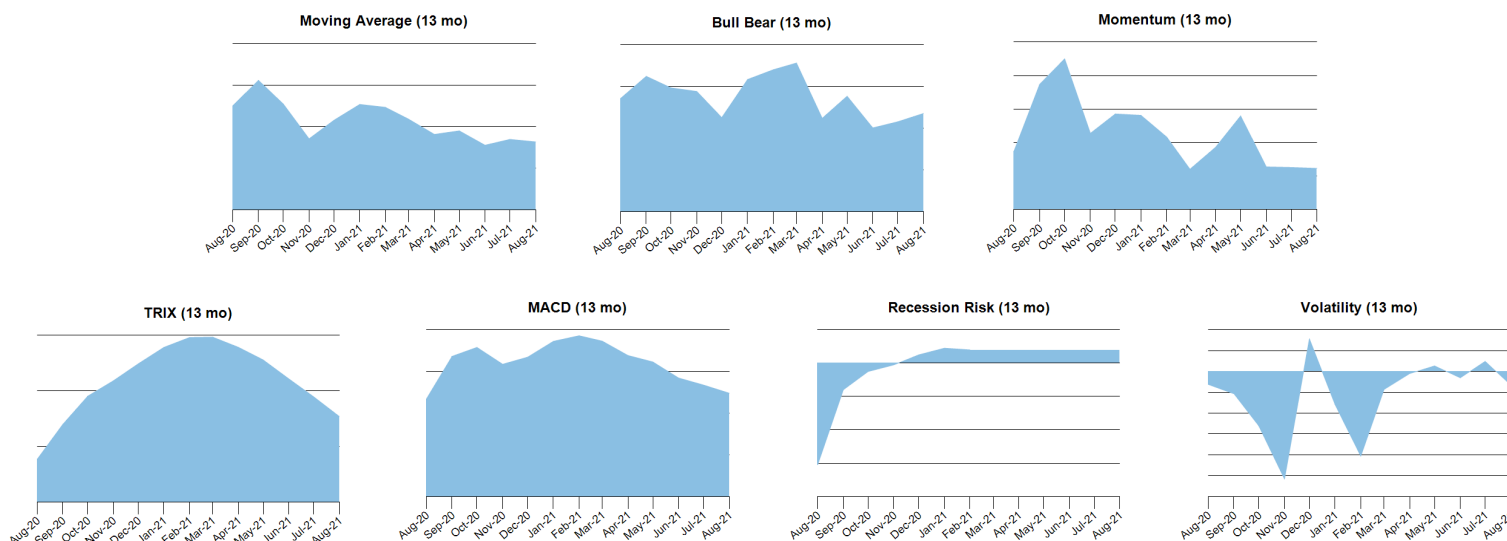 Moving Average (13 mo)
Aug-20 Sep-20 Oct-20 Nov-20 Dec-20 Jan-21 Feb-21 Mar-21 Apr-21 May-21 Jun-21 Jul-21 Aug-21
Bull Bear (13 mo)
Aug-20 Sep-20 Oct-20 Nov-20 Dec-20 Jan-21 Feb-21 Mar-21 Apr-21 May-21 Jun-21 Jul-21 Aug-21
Momentum (13 mo)
Aug-20 Sep-20 Oct-20 Nov-20 Dec-20 Jan-21 Feb-21 Mar-21 Apr-21 May-21 Jun-21 Jul-21 Aug-21
TRIX (13 mo)
Aug-20 Sep-20 Oct-20 Nov-20 Dec-20 Jan-21 Feb-21 Mar-21 Apr-21 May-21 Jun-21 Jul-21 Aug-21
MACD (13 mo)
Aug-20 Sep-20 Oct-20 Nov-20 Dec-20 Jan-21 Feb-21 Mar-21 Apr-21 May-21 Jun-21 Jul-21 Aug-21
Recession Risk (13 mo)
Aug-20 Sep-20 Oct-20 Nov-20 Dec-20 Jan-21 Feb-21 Mar-21 Apr-21 May-21 Jun-21 Jul-21 Aug-21
Volatility (13 mo)
Aug-20 Sep-20 Oct-20 Nov-20 Dec-20 Jan-21 Feb-21 Mar-21 Apr-21 May-21 Jun-21 Jul-21 Aug-2